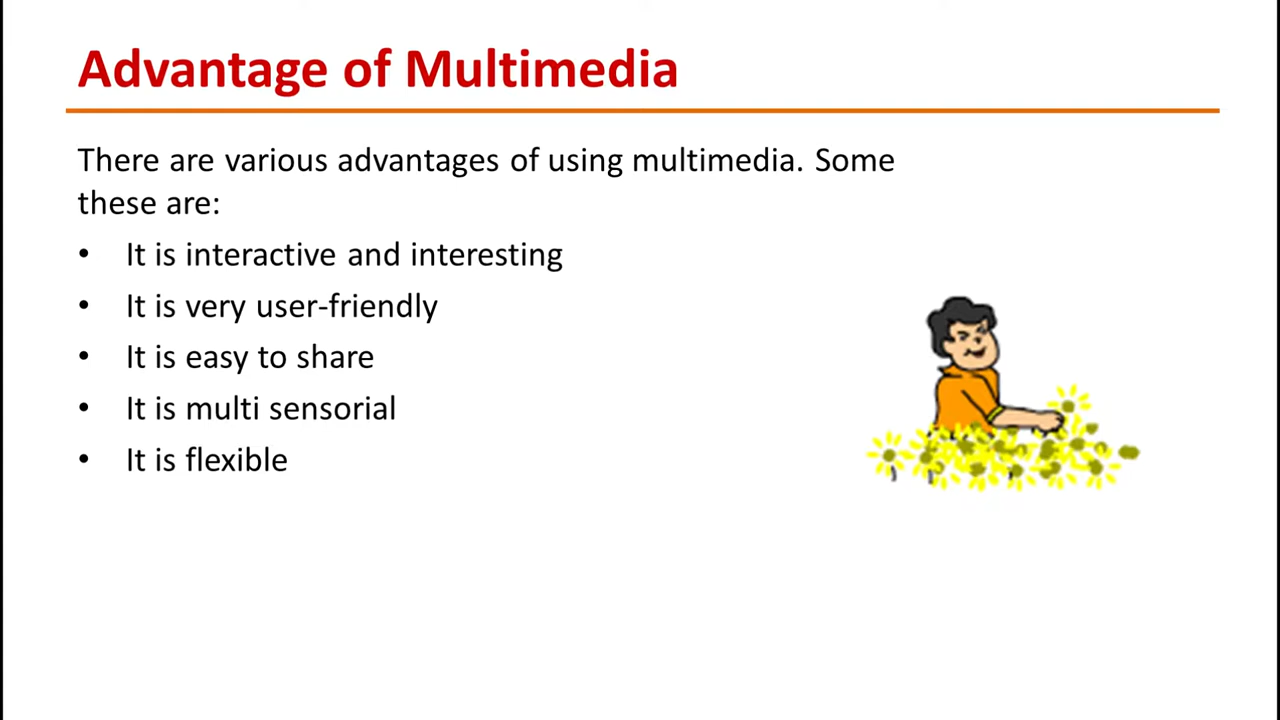 Advantage of Multimedia
There are various advantages of using multimedia. Some
these are:
• It is interactive and interesting
• It is very user-friendly
• It is easy to share
• It is multi sensorial
• It is flexible